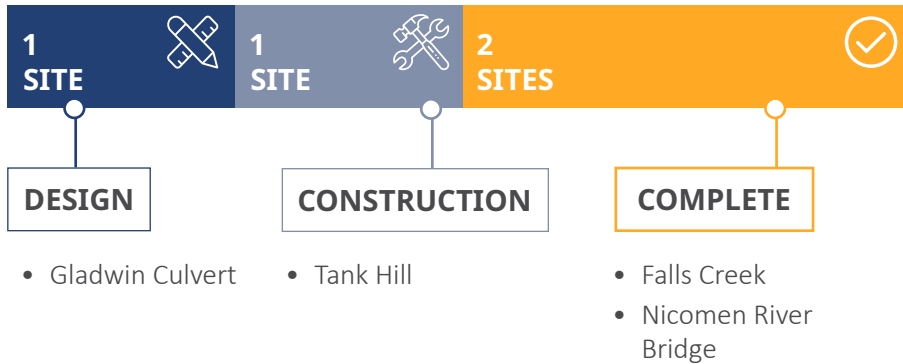 1
SITE
1
SITE
2
SITES
DESIGN
CONSTRUCTION
COMPLETE
• Gladwin Culvert
• Tank Hill
• Falls Creek
• Nicomen River
Bridge